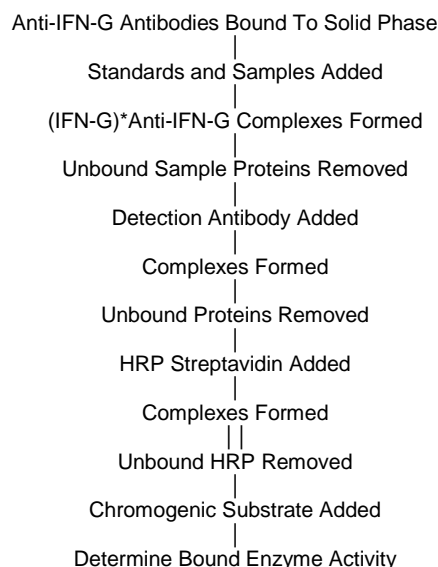 Anti-IFN-G Antibodies Bound To Solid Phase
Standards and Samples Added
(IFN-G)*Anti-IFN-G Complexes Formed
Unbound Sample Proteins Removed
Detection Antibody Added
Complexes Formed
Unbound Proteins Removed
HRP Streptavidin Added
Complexes Formed
Unbound HRP Removed
Chromogenic Substrate Added
Determine Bound Enzyme Activity